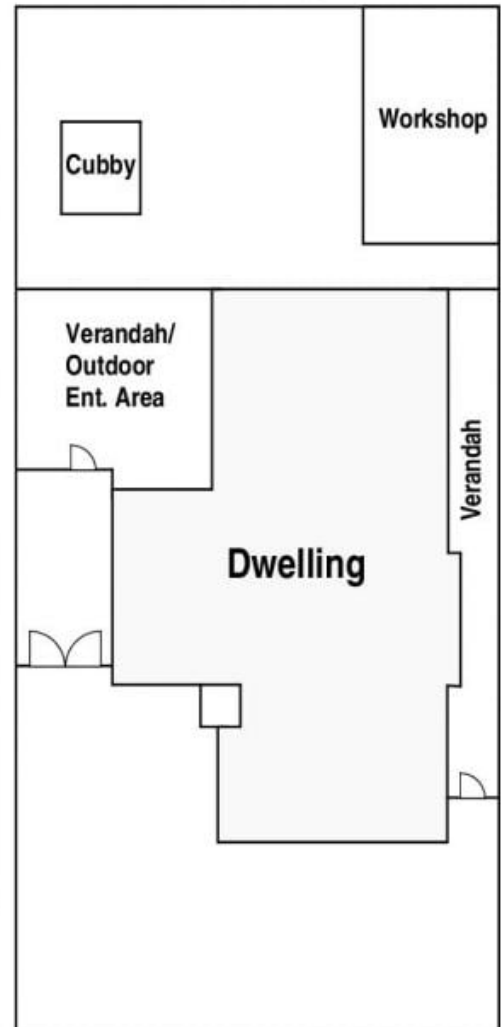 Workshop
Cubby
Verandah/
Outdoor
Ent. Area
Verandah
Dwelling